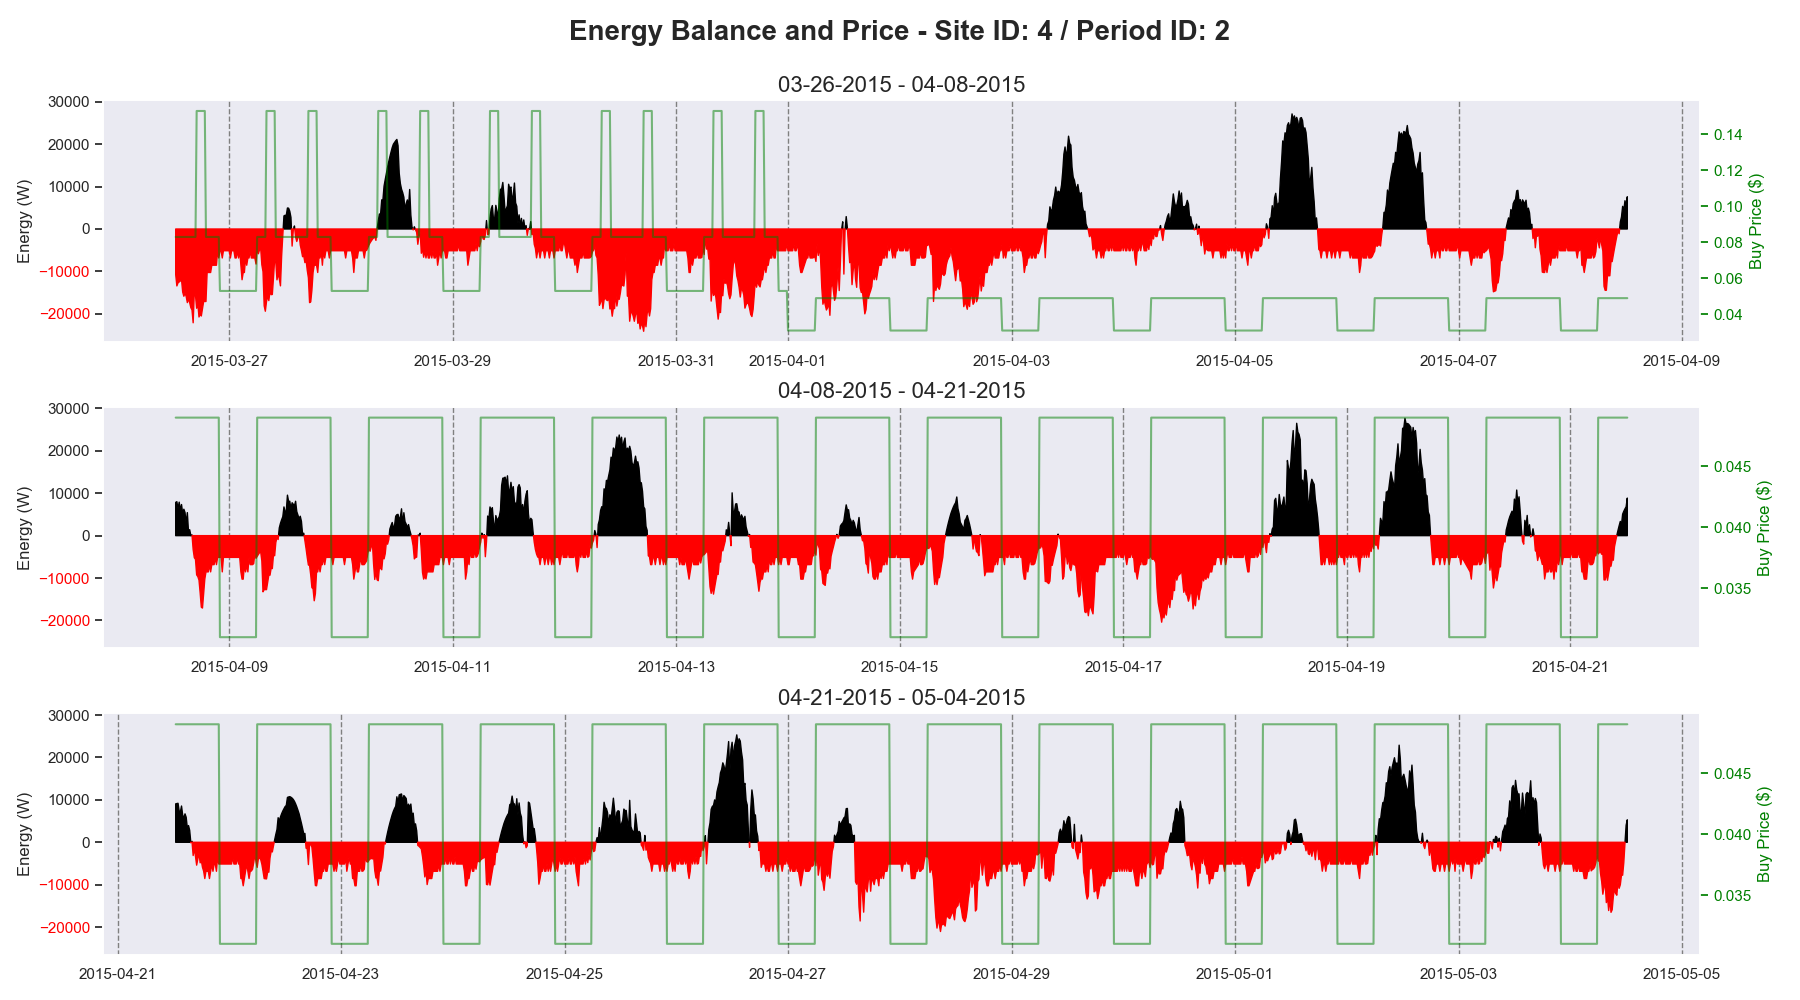 Energy Balance and Price - Site ID: 4 / Period ID: 2
03-26-2015 - 04-08-2015
30000
20000
10000
0
−10000
−20000
Energy (W)
0.14
0.12
0.10
0.08
0.06
0.04
Buy Price ($)
2015-03-27 2015-03-29 2015-03-31 2015-04-01 2015-04-03 2015-04-05 2015-04-07 2015-04-09
04-08-2015 - 04-21-2015
30000
20000
10000
0
−10000
−20000
Energy (W)
0.045
0.040
0.035
Buy Price ($)
2015-04-09 2015-04-11 2015-04-13 2015-04-15 2015-04-17 2015-04-19 2015-04-21
04-21-2015 - 05-04-2015
30000
20000
10000
0
−10000
−20000
Energy (W)
0.045
0.040
0.035
Buy Price ($)
2015-04-21 2015-04-23 2015-04-25 2015-04-27 2015-04-29 2015-05-01 2015-05-03 2015-05-05